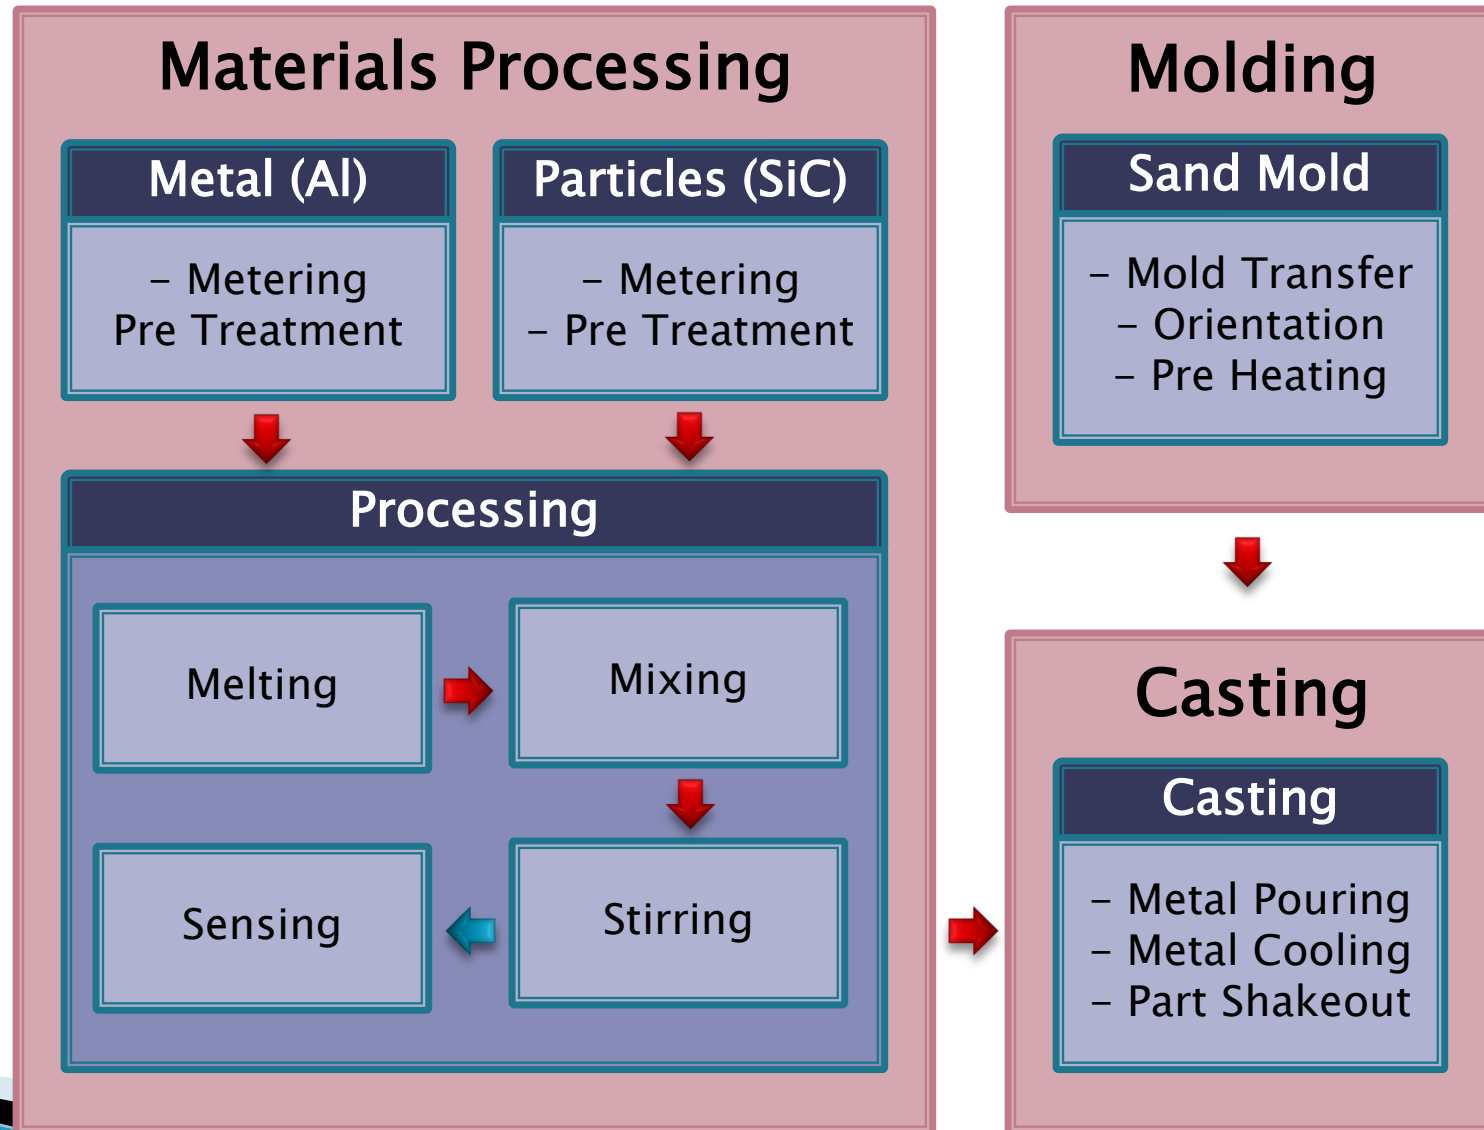 Materials Processing
Metal (Al)
– Metering
Pre Treatment
Particles (SiC)
– Metering
– Pre Treatment
Processing
Melting
Mixing
Sensing
Stirring
Molding
Sand Mold
– Mold Transfer
– Orientation
– Pre Heating
Casting
Casting
– Metal Pouring
– Metal Cooling
– Part Shakeout